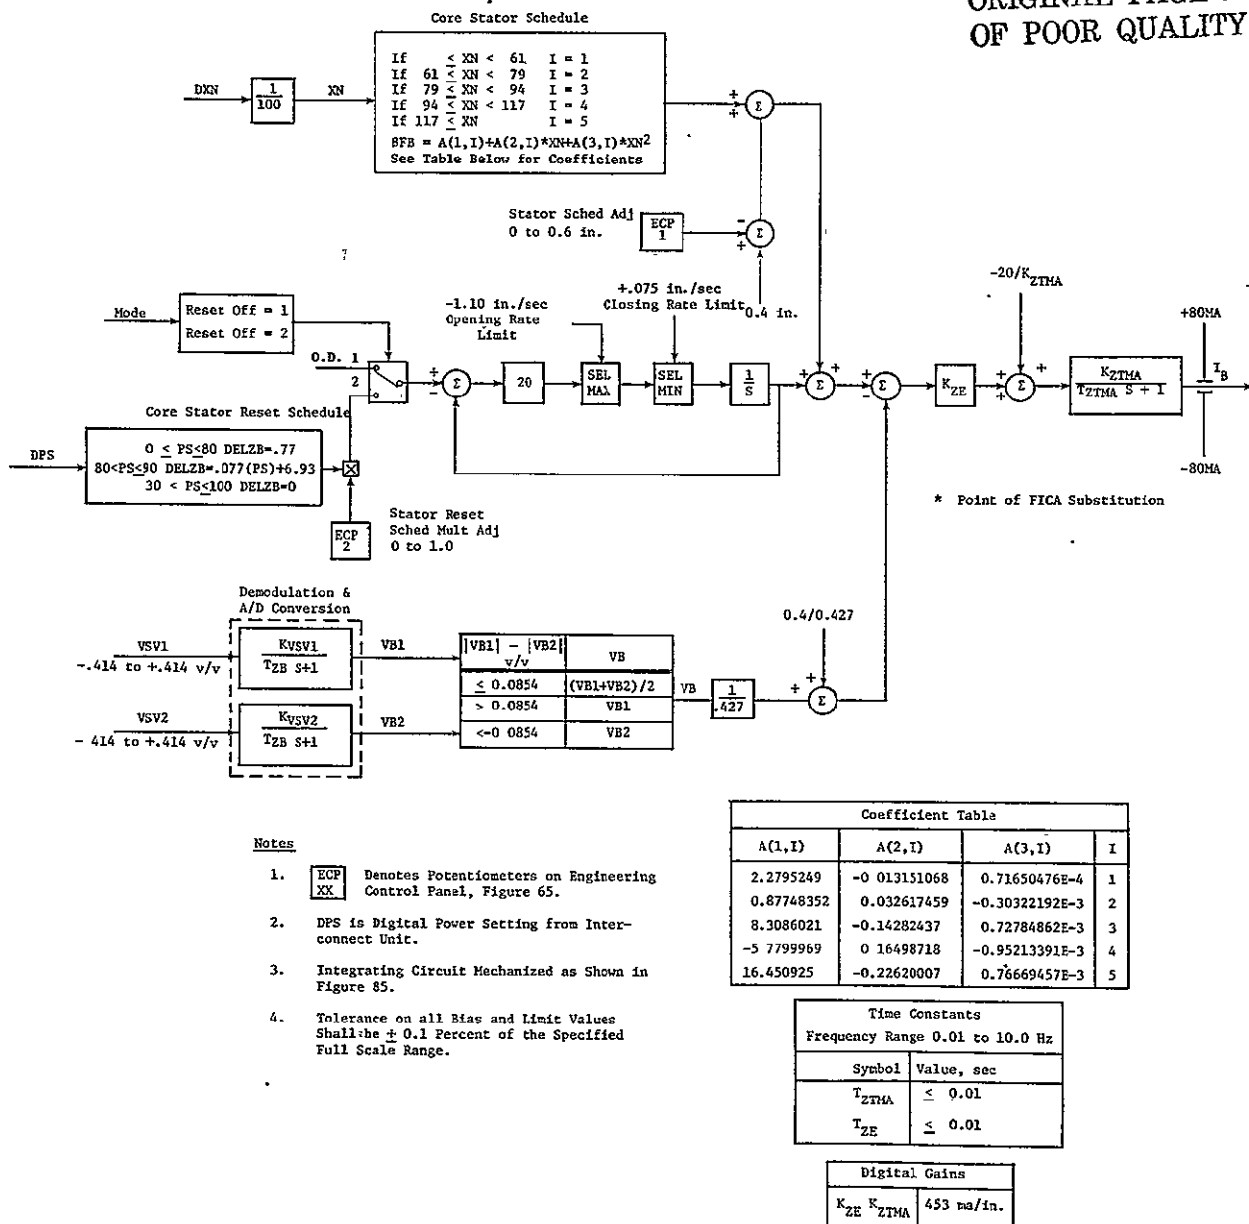 ORIGINAL PAGE
OF POOR QUALITY
Core Stator Schedule
If < XN < 61 I = 1
If 61 < XN < 79 I = 2
If 79 < XN < 94 I = 3
If 94 < XN < 117 I = 4
If 117 < XN I = 5
BFB = A(1,I)+A(2,I)*XN+A(3,I)*XN2
See Table Below for Coefficients
DXN
1
100
XN
+
+
Σ
Stator Sched Adj
0 to 0.6 in.
ECP
1
-
+
Σ
0.4 in.
Mode
Reset Off = 1
Reset Off = 2
-1.10 in./sec
Opening Rate
Limit
+.075 in./sec
Closing Rate Limit
-20/KZTMA
+80MA
O.D. 1
2
+
-
Σ
20
SEL
MAX
SEL
MIN
1
S
+
+
Σ
+
-
Σ
KZE
+
+
Σ
+
KZTMA
TZTMA S + 1
IB
-80MA
Core Stator Reset Schedule
DPS
0 ≤ PS≤80 DELZB=.77
80<PS≤90 DELZB=.077(PS)+6.93
30 < PS≤100 DELZB=0
ECP
2
Stator Reset
Sched Mult Adj
0 to 1.0
* Point of FICA Substitution
Demodulation &
A/D Conversion
VSV1
-.414 to +.414 v/v
KVSV1
TZB S+1
VB1
VSV2
- 414 to +.414 v/v
KVSV2
TZB S+1
VB2
|VB1| - |VB2|
v/v
VB
≤ 0.0854 (VB1+VB2)/2
> 0.0854 VB1
<-0 0854 VB2
VB
1
.427
0.4/0.427
+
+
Σ
Notes
1. ECP XX Denotes Potentiometers on Engineering
Control Panel, Figure 65.
2. DPS is Digital Power Setting from Inter-
connect Unit.
3. Integrating Circuit Mechanized as Shown in
Figure 85.
4. Tolerance on all Bias and Limit Values
Shall be ± 0.1 Percent of the Specified
Full Scale Range.
Coefficient Table
A(1,I) A(2,I) A(3,I) I
2.2795249 -0 013151068 0.71650476E-4 1
0.87748352 0.032617459 -0.30322192E-3 2
8.3086021 -0.14282437 0.72784862E-3 3
-5 7799969 0 16498718 -0.95213391E-3 4
16.450925 -0.22620007 0.76669457E-3 5
Time Constants
Frequency Range 0.01 to 10.0 Hz
Symbol Value, sec
TZTMA ≤ 0.01
TZE ≤ 0.01
Digital Gains
KZE KZTMA 453 ma/in.